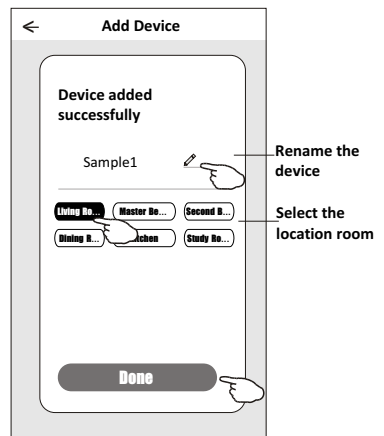 Add Device
Device added
successfully
Sample1
Rename the
device
Living Ro...
Master Be...
Second B...
Select the
location room
Dining R...
Study Ro...
Done